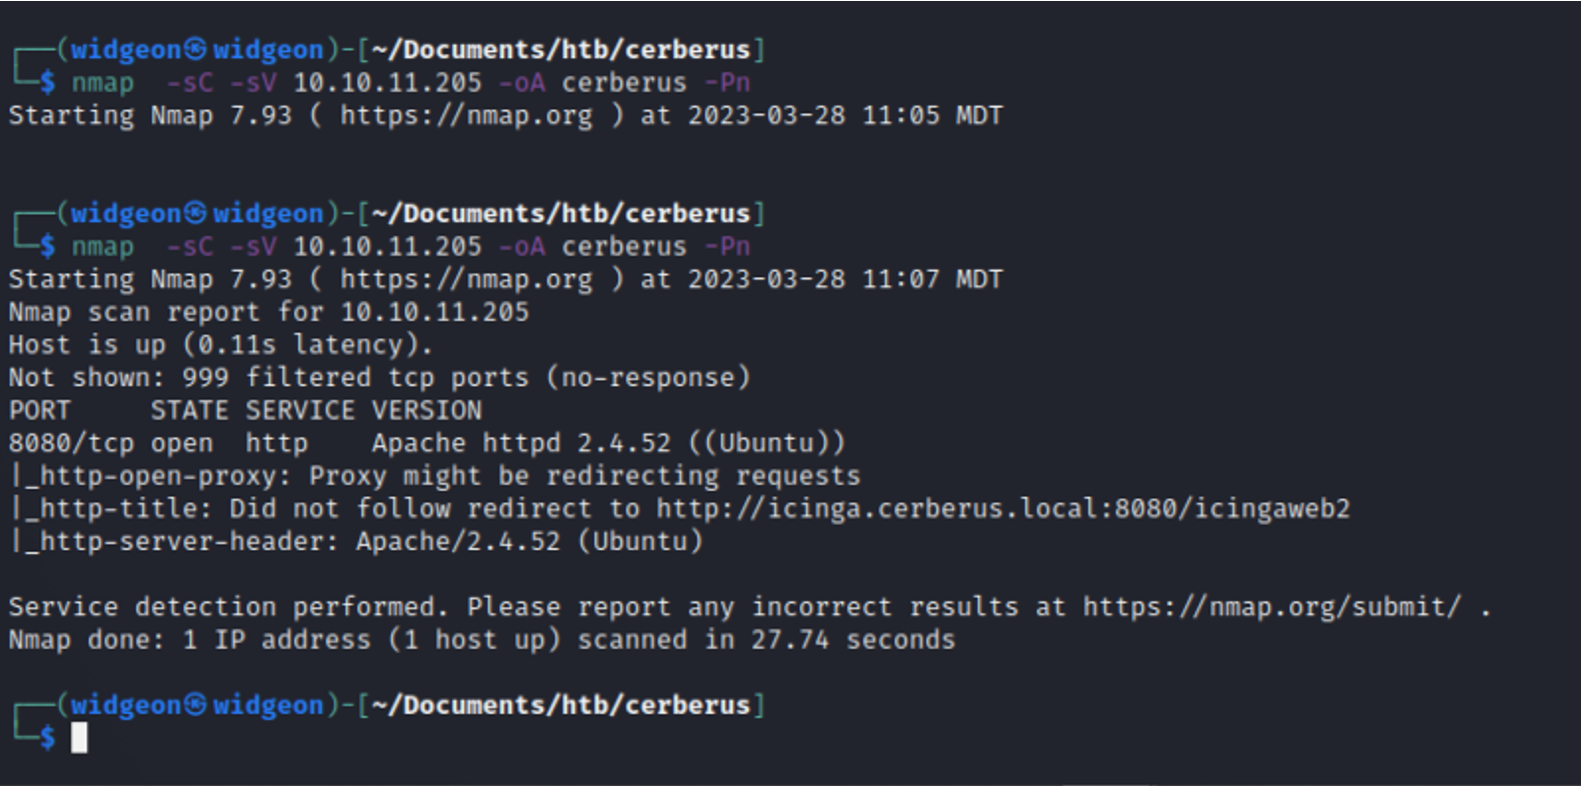 ┌──(widgeon㉿widgeon)-[~/Documents/htb/cerberus]
└─$ nmap  -sC -sV 10.10.11.205 -oA cerberus -Pn
Starting Nmap 7.93 ( https://nmap.org ) at 2023-03-28 11:05 MDT
┌──(widgeon㉿widgeon)-[~/Documents/htb/cerberus]
└─$ nmap  -sC -sV 10.10.11.205 -oA cerberus -Pn
Starting Nmap 7.93 ( https://nmap.org ) at 2023-03-28 11:07 MDT
Nmap scan report for 10.10.11.205
Host is up (0.11s latency).
Not shown: 999 filtered tcp ports (no-response)
PORT     STATE SERVICE VERSION
8080/tcp open  http    Apache httpd 2.4.52 ((Ubuntu))
|_http-open-proxy: Proxy might be redirecting requests
|_http-title: Did not follow redirect to http://icinga.cerberus.local:8080/icingaweb2
|_http-server-header: Apache/2.4.52 (Ubuntu)
Service detection performed. Please report any incorrect results at https://nmap.org/submit/ .
Nmap done: 1 IP address (1 host up) scanned in 27.74 seconds
┌──(widgeon㉿widgeon)-[~/Documents/htb/cerberus]
└─$